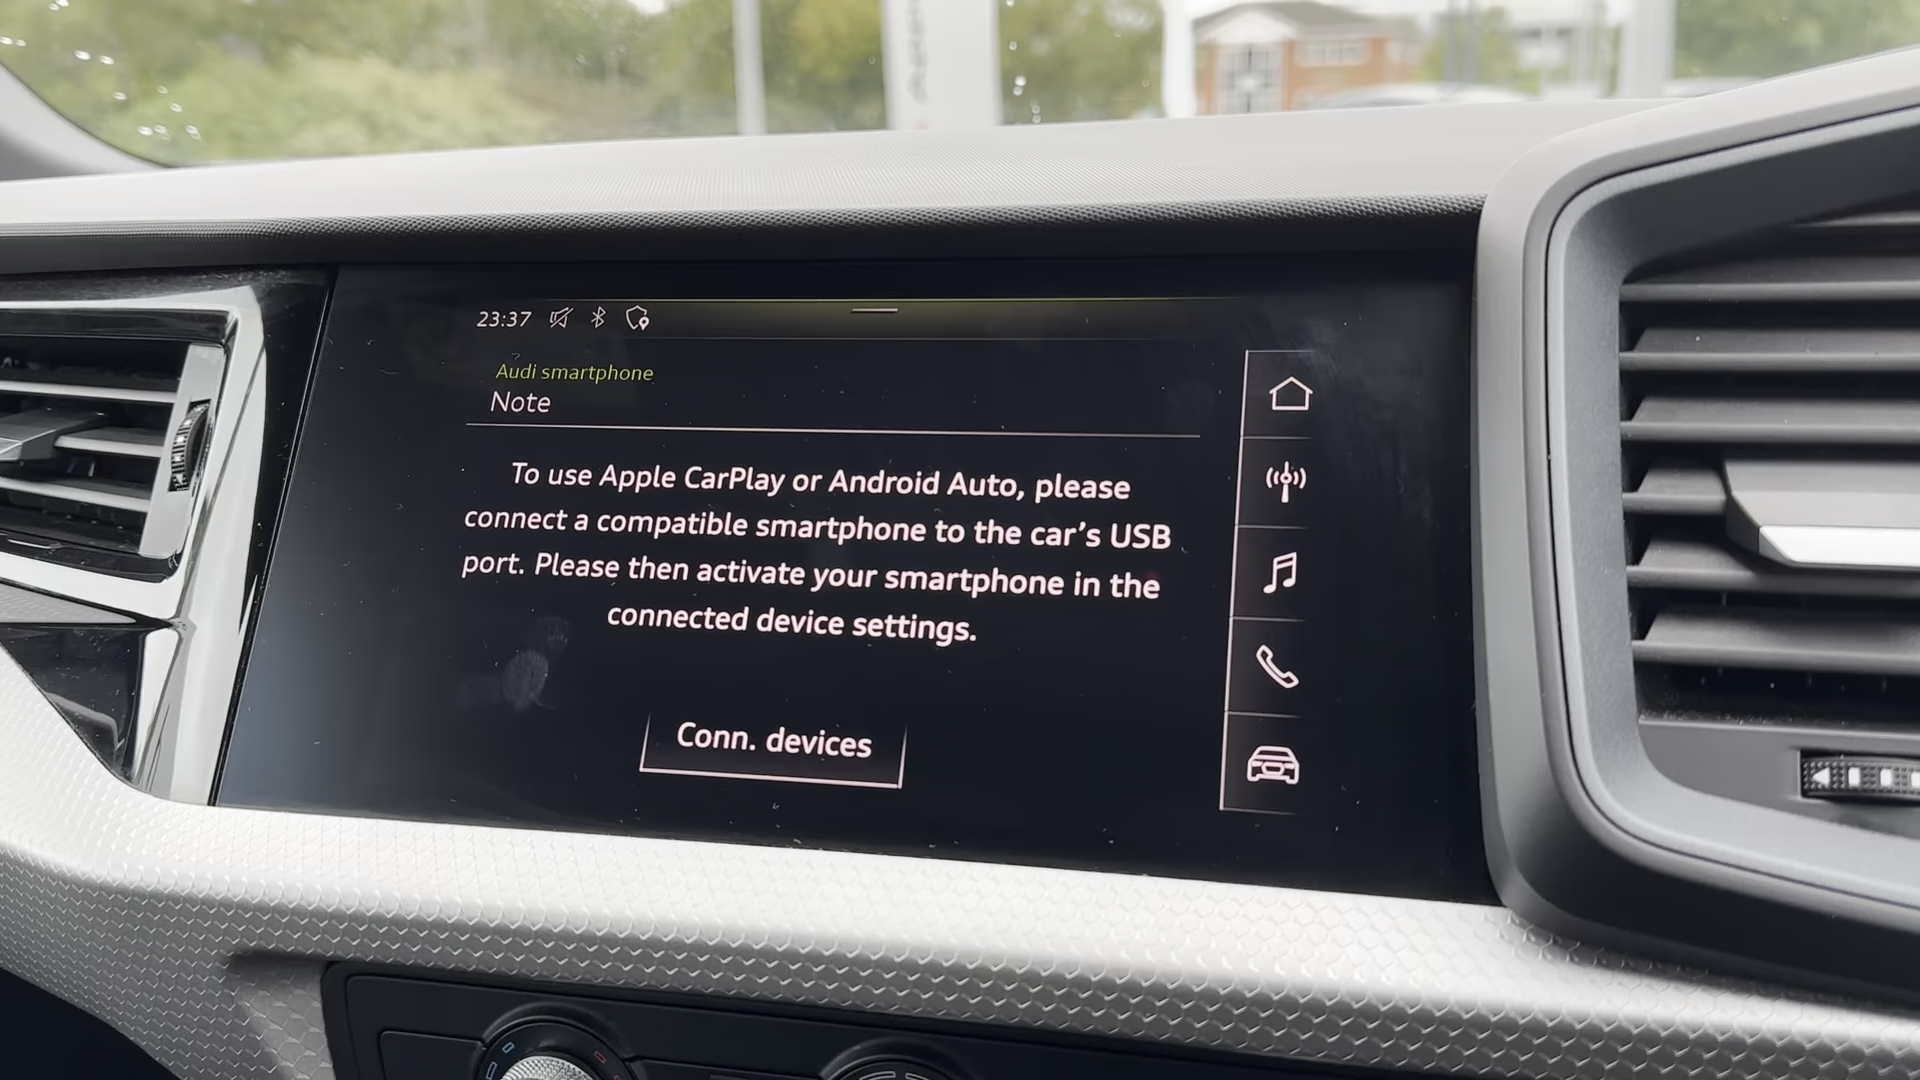 23:37
Audi smartphone
Note
To use Apple CarPlay or Android Auto, please
connect a compatible smartphone to the car's USB
port. Please then activate your smartphone in the
connected device settings.
Conn. devices